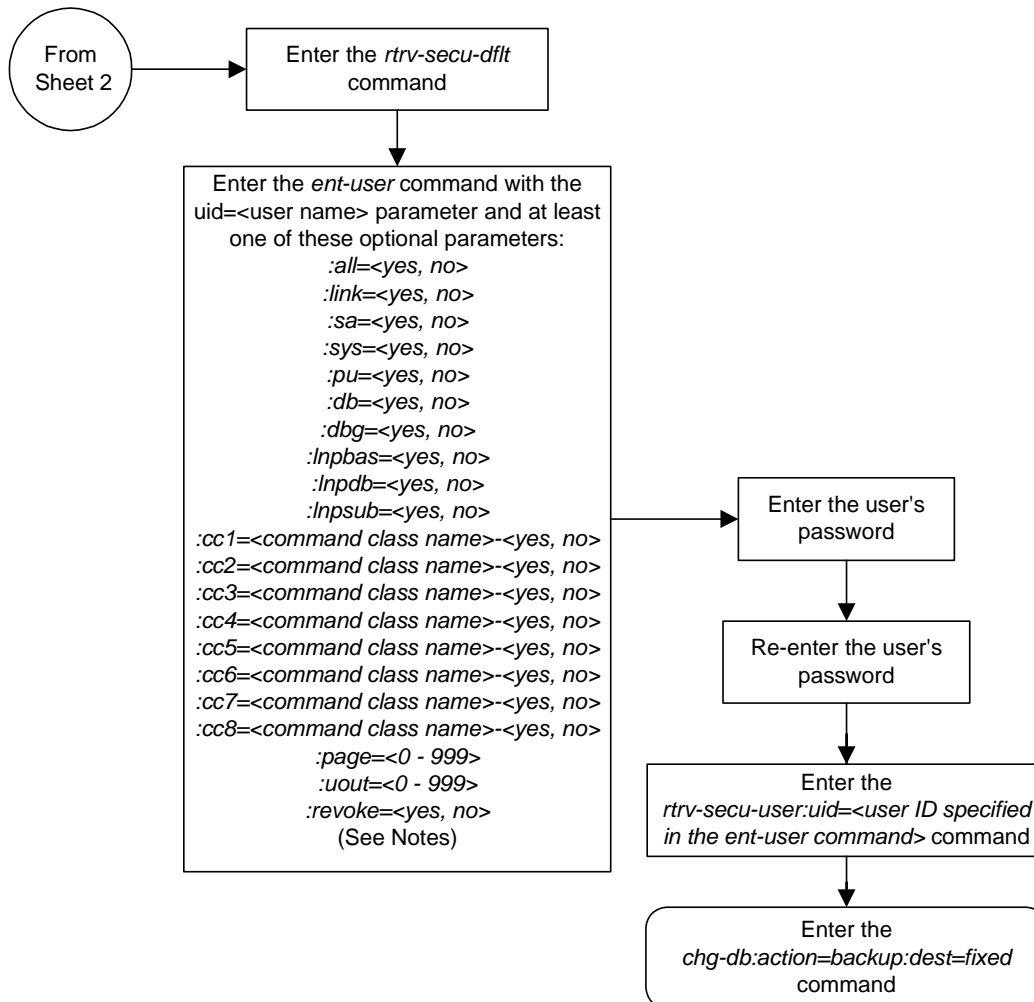 From
Sheet 2
Enter the rtrv-secu-dflt
command
Enter the ent-user command with the
uid=<user name> parameter and at least
one of these optional parameters:
:all=<yes, no>
:link=<yes, no>
:sa=<yes, no>
:sys=<yes, no>
:pu=<yes, no>
:db=<yes, no>
:dbg=<yes, no>
:lnpbas=<yes, no>
:lnpdb=<yes, no>
:lnpsub=<yes, no>
:cc1=<command class name>-<yes, no>
:cc2=<command class name>-<yes, no>
:cc3=<command class name>-<yes, no>
:cc4=<command class name>-<yes, no>
:cc5=<command class name>-<yes, no>
:cc6=<command class name>-<yes, no>
:cc7=<command class name>-<yes, no>
:cc8=<command class name>-<yes, no>
:page=<0 - 999>
:uout=<0 - 999>
:revoke=<yes, no>
(See Notes)
Enter the user's
password
Re-enter the user's
password
Enter the
rtrv-secu-user:uid=<user ID specified
in the ent-user command> command
Enter the
chg-db:action=backup:dest=fixed
command